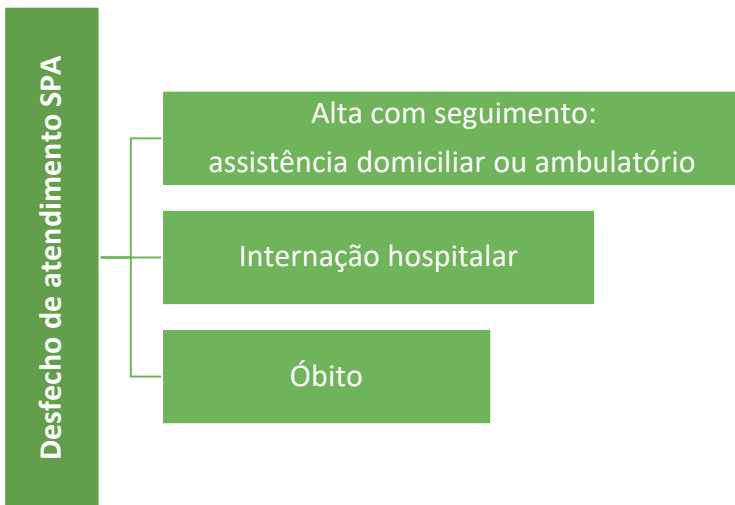 Desfecho de atendimento SPA
Alta com seguimento:
assistência domiciliar ou ambulatório
Internação hospitalar
Óbito